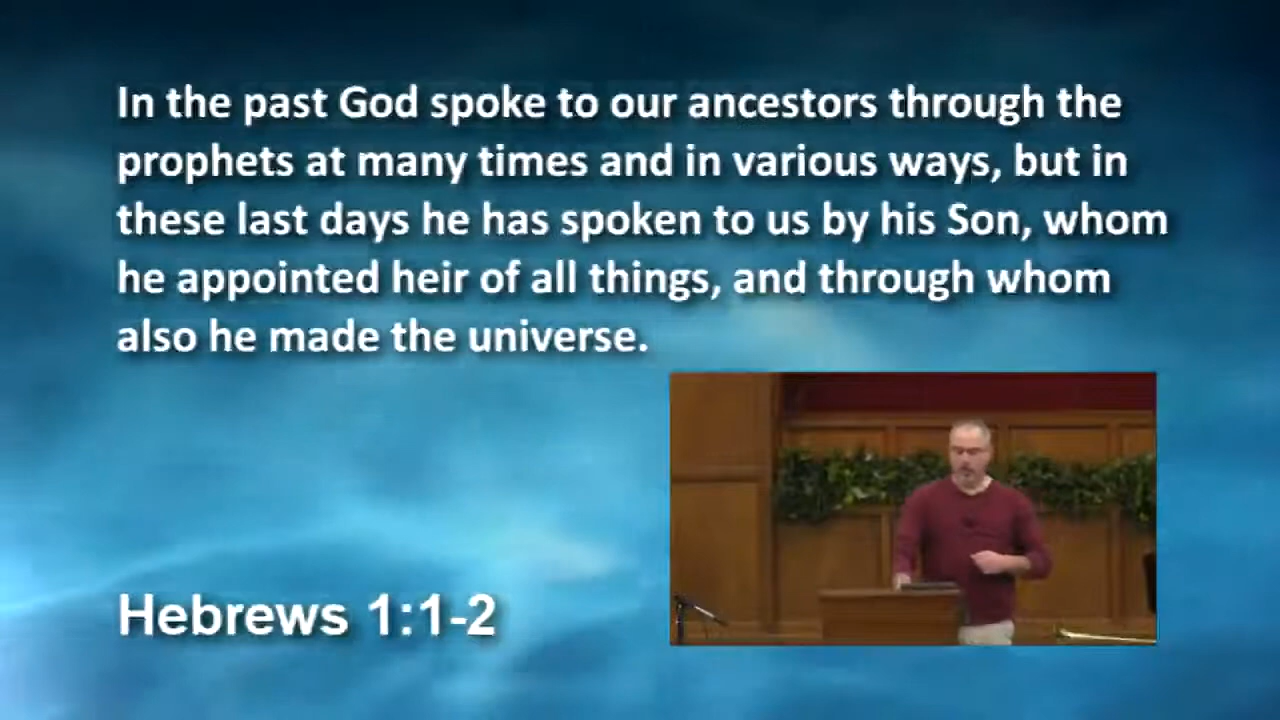 In the past God spoke to our ancestors through the
prophets at many times and in various ways, but in
these last days he has spoken to us by his Son, whom
he appointed heir of all things, and through whom
also he made the universe.
Hebrews 1:1-2